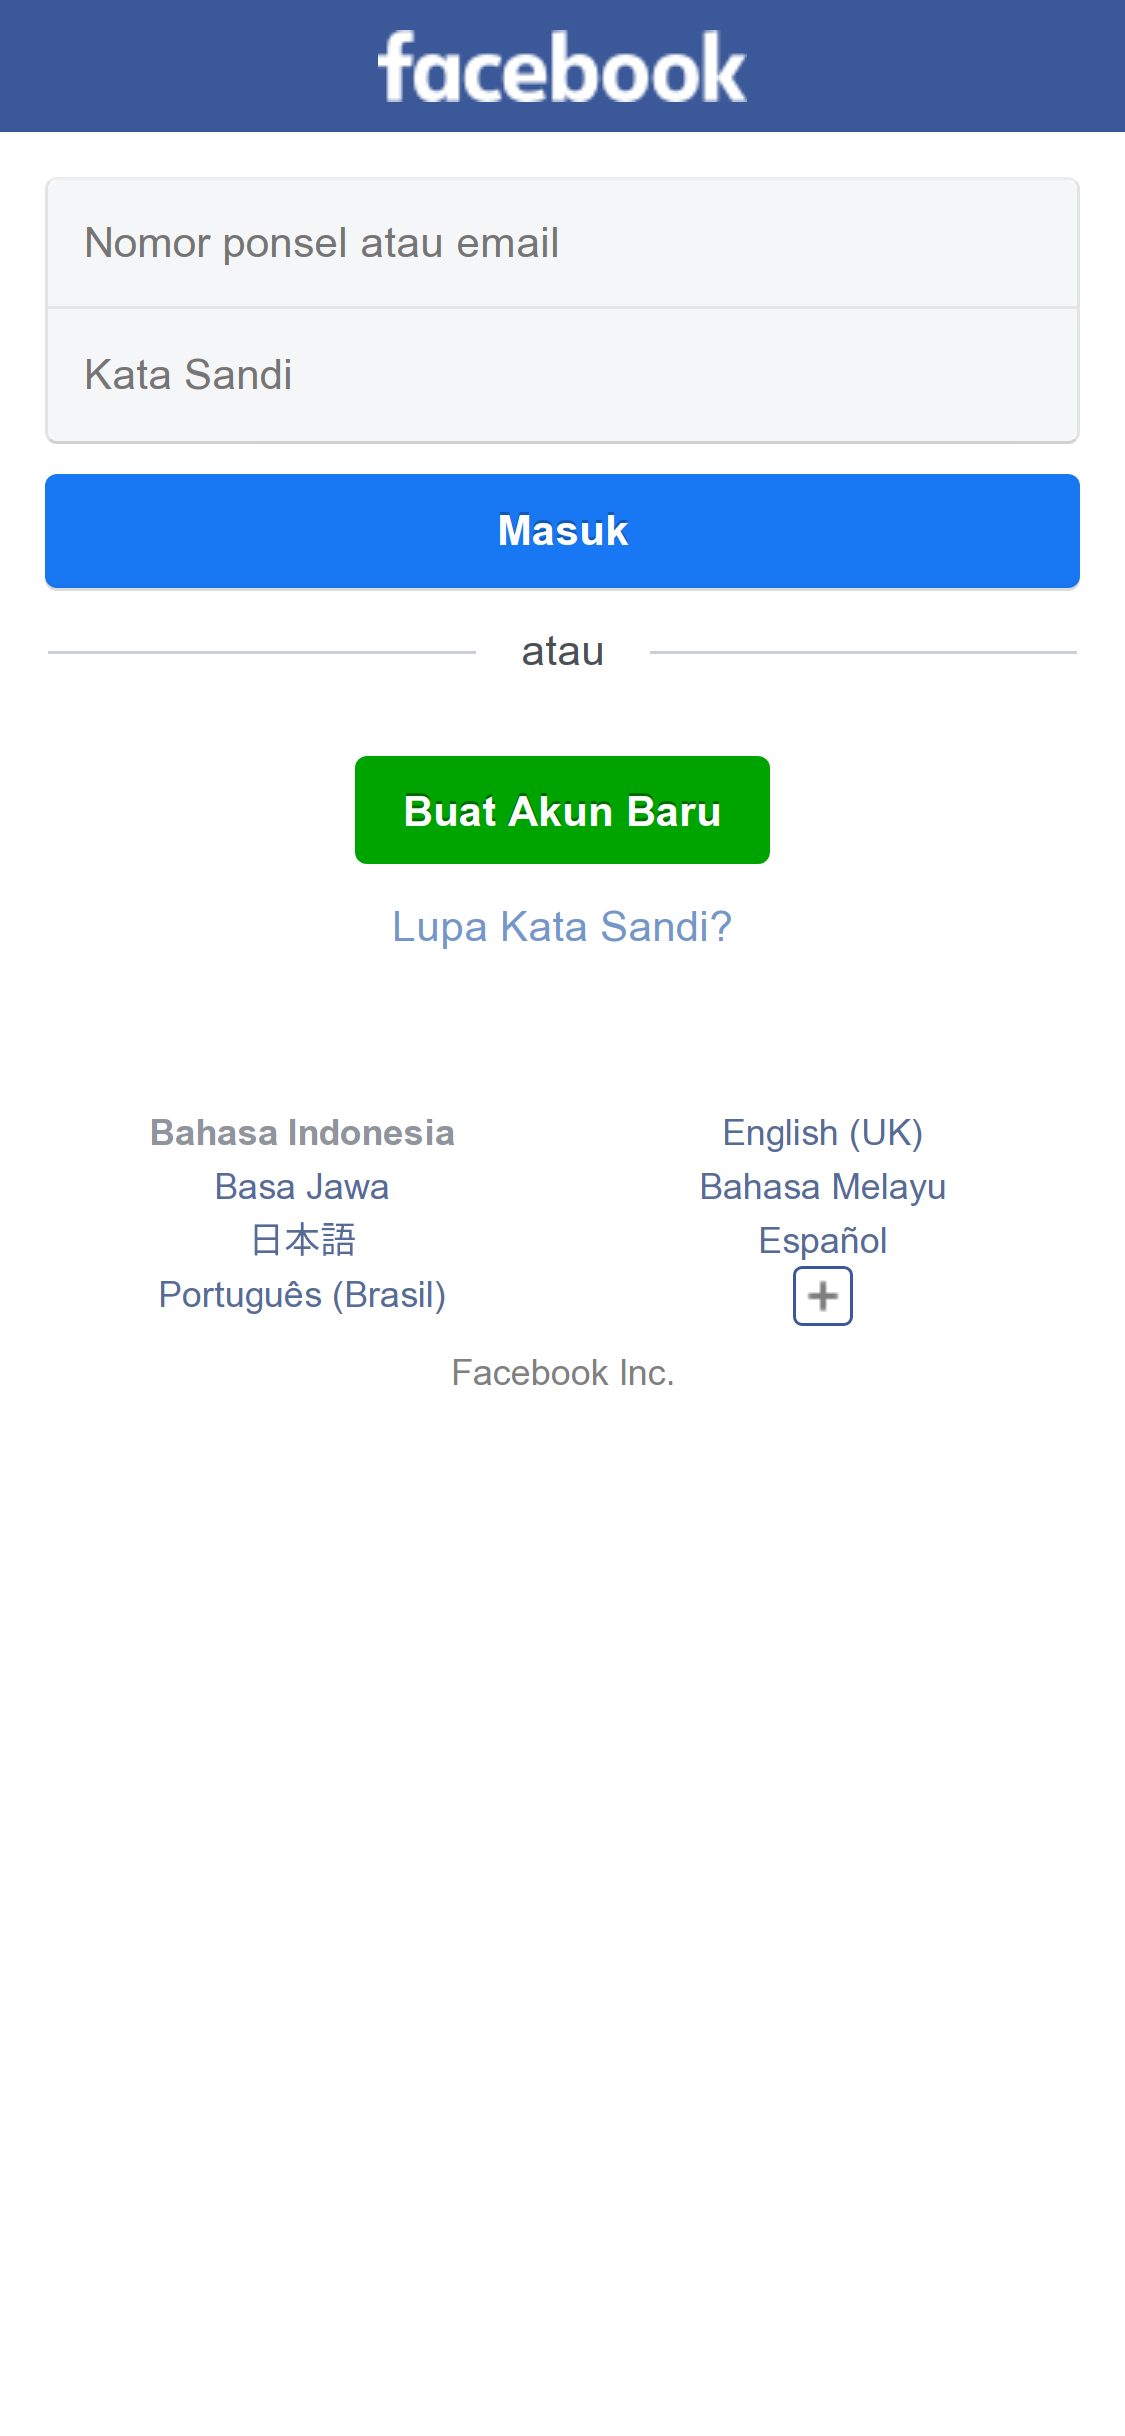 facebook
Nomor ponsel atau email
Kata Sandi
Masuk
atau
Buat Akun Baru
Lupa Kata Sandi?
Bahasa Indonesia
English (UK)
Basa Jawa
Bahasa Melayu
日本語
Español
Português (Brasil)
Facebook Inc.